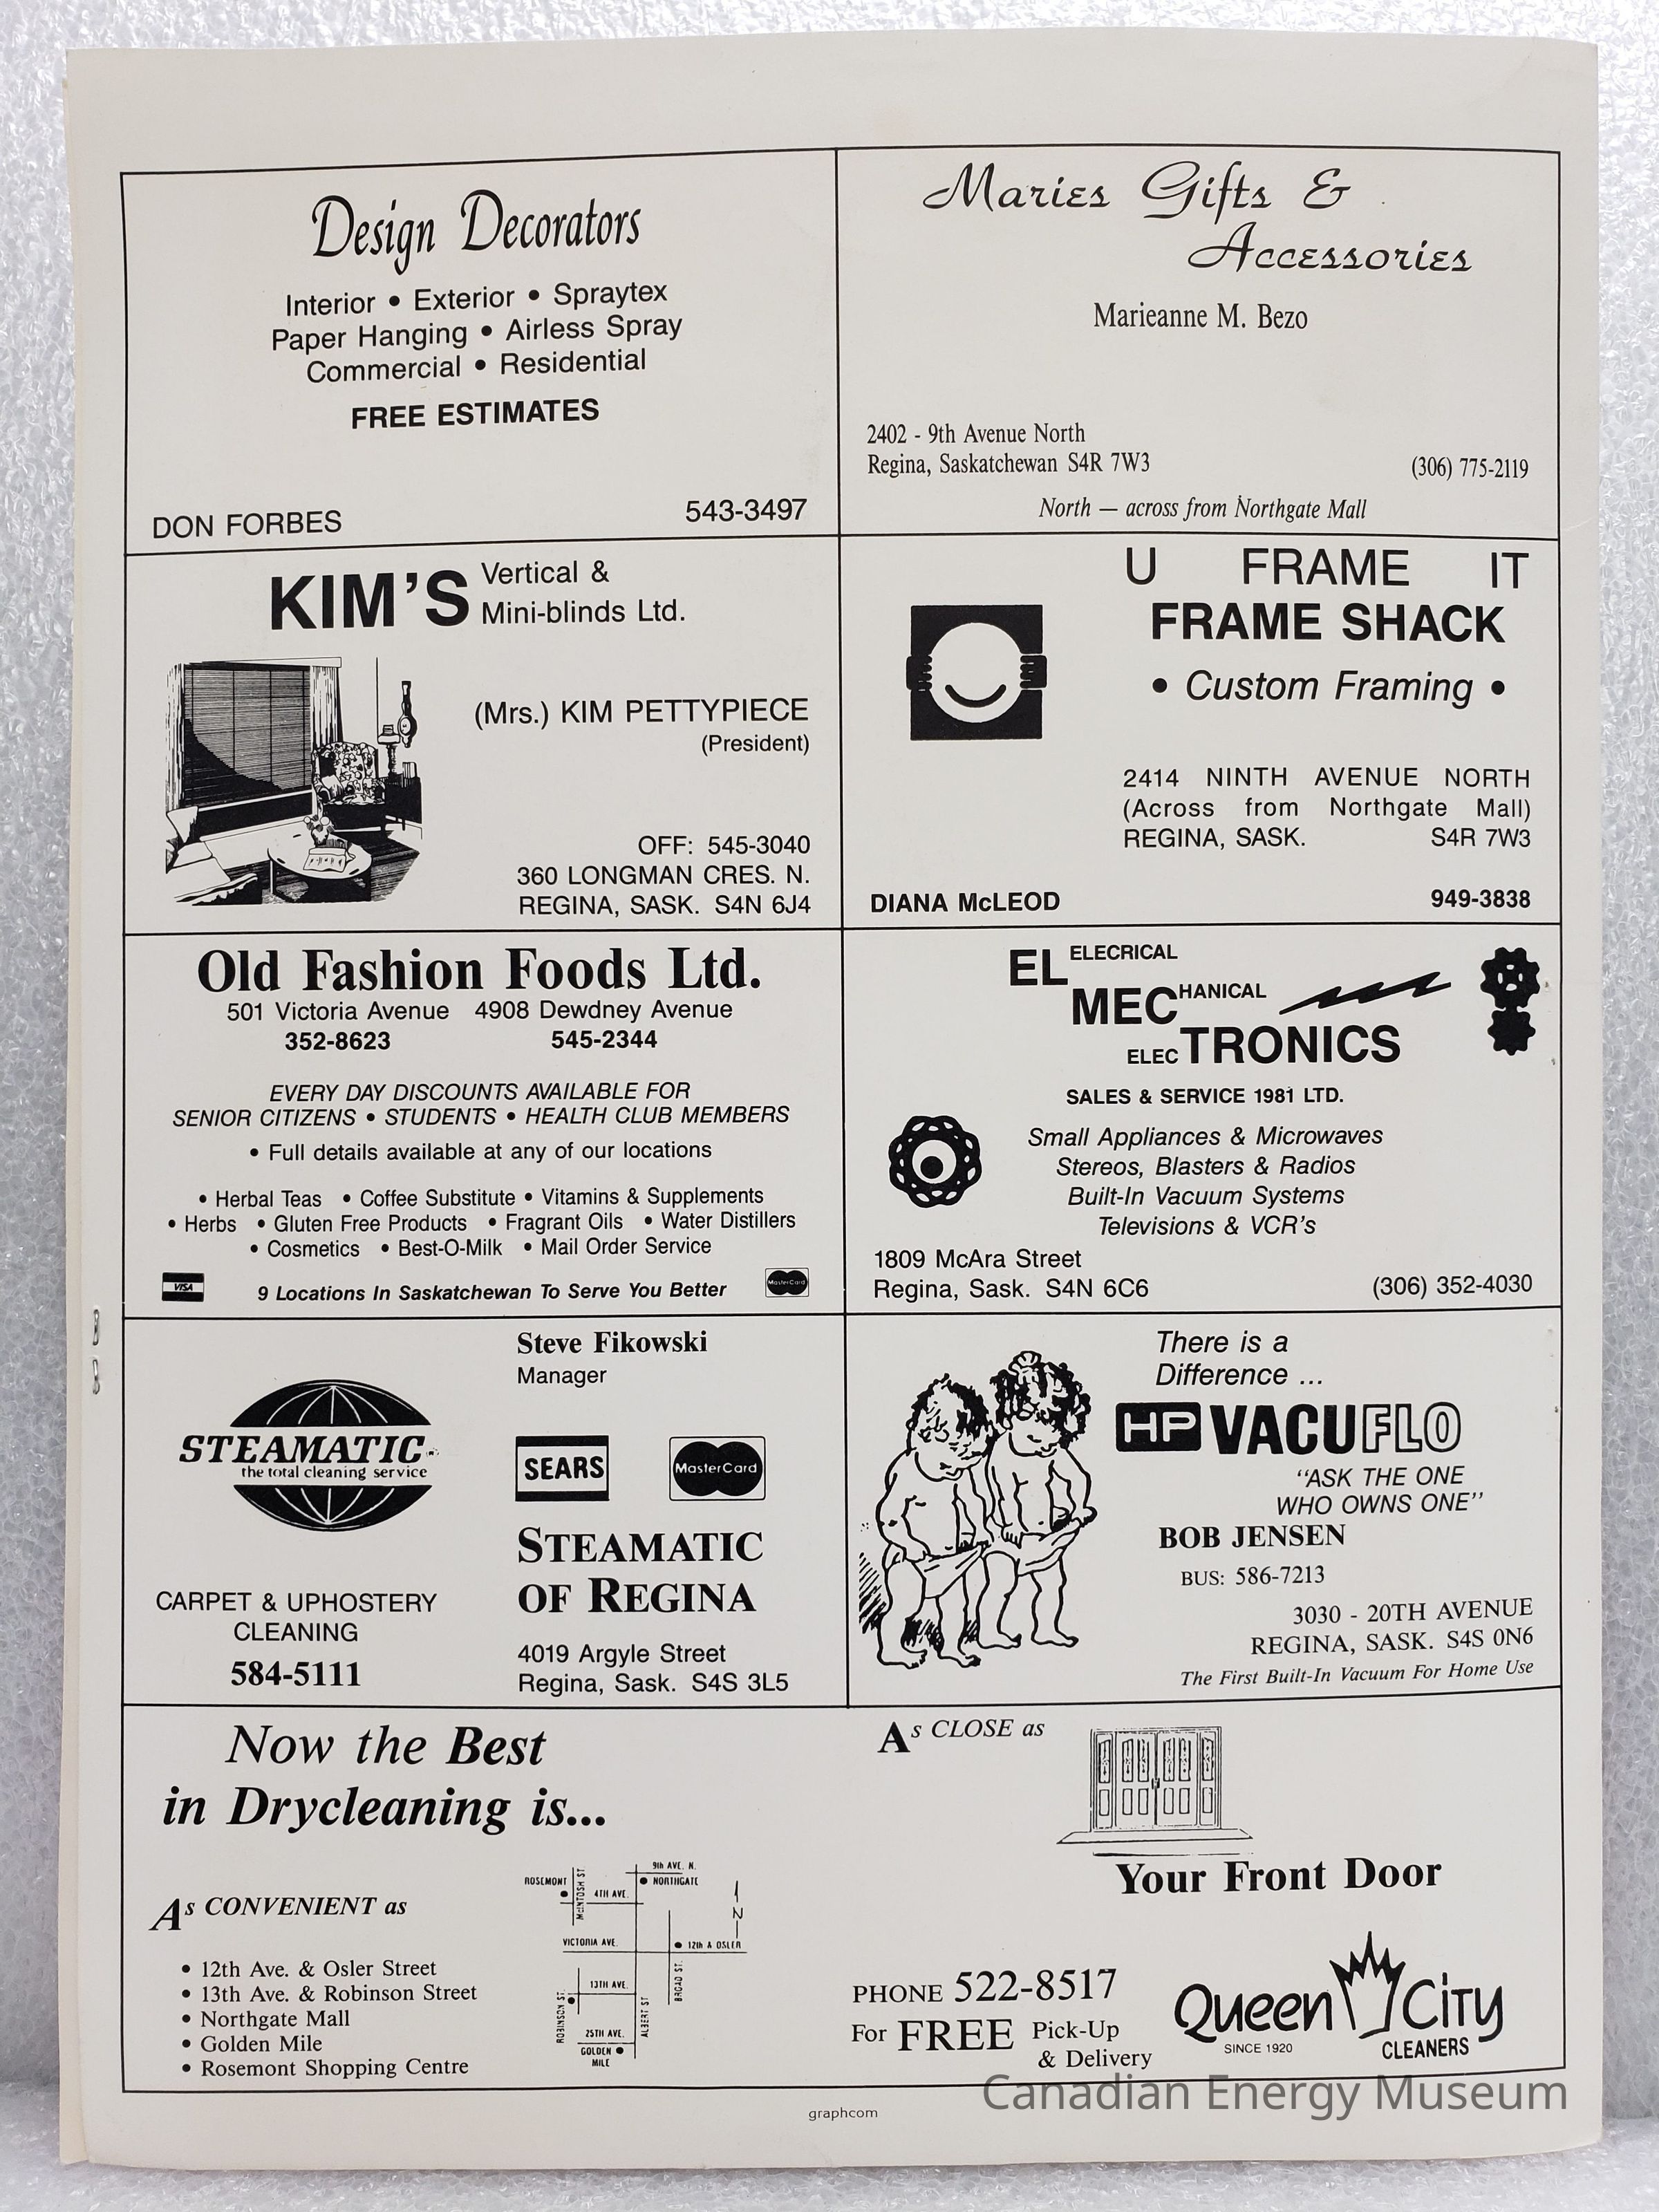 Design Decorators
Interior • Exterior • Spraytex
Paper Hanging • Airless Spray
Commercial • Residential
FREE ESTIMATES
DON FORBES 543-3497
Maries Gifts &
Accessories
Marieanne M. Bezo
2402 - 9th Avenue North
Regina, Saskatchewan S4R 7W3 (306) 775-2119
North — across from Northgate Mall
KIM'S Vertical &
Mini-blinds Ltd.
(Mrs.) KIM PETTYPIECE
(President)
OFF: 545-3040
360 LONGMAN CRES. N.
REGINA, SASK. S4N 6J4
U FRAME IT
FRAME SHACK
• Custom Framing •
2414 NINTH AVENUE NORTH
(Across from Northgate Mall)
REGINA, SASK. S4R 7W3
DIANA McLEOD 949-3838
Old Fashion Foods Ltd.
501 Victoria Avenue 4908 Dewdney Avenue
352-8623 545-2344
EVERY DAY DISCOUNTS AVAILABLE FOR
SENIOR CITIZENS • STUDENTS • HEALTH CLUB MEMBERS
• Full details available at any of our locations
• Herbal Teas • Coffee Substitute • Vitamins & Supplements
• Herbs • Gluten Free Products • Fragrant Oils • Water Distillers
• Cosmetics • Best-O-Milk • Mail Order Service
VISA 9 Locations In Saskatchewan To Serve You Better MasterCard
EL ELECRICAL
MEC HANICAL
ELEC TRONICS
SALES & SERVICE 1981 LTD.
Small Appliances & Microwaves
Stereos, Blasters & Radios
Built-In Vacuum Systems
Televisions & VCR's
1809 McAra Street
Regina, Sask. S4N 6C6 (306) 352-4030
STEAMATIC
the total cleaning service
CARPET & UPHOSTERY
CLEANING
584-5111
Steve Fikowski
Manager
SEARS MasterCard
STEAMATIC
OF REGINA
4019 Argyle Street
Regina, Sask. S4S 3L5
There is a
Difference ...
HP VACUFLO
"ASK THE ONE
WHO OWNS ONE"
BOB JENSEN
BUS: 586-7213
3030 - 20TH AVENUE
REGINA, SASK. S4S 0N6
The First Built-In Vacuum For Home Use
Now the Best
in Drycleaning is...
As CONVENIENT as
• 12th Ave. & Osler Street
• 13th Ave. & Robinson Street
• Northgate Mall
• Golden Mile
• Rosemont Shopping Centre
9th AVE. N.
ROSEMONT
McINTOSH ST.
NORTHGATE
4TH AVE.
N
VICTORIA AVE.
12th & OSLER
BROAD ST.
13TH AVE.
ROBINSON ST.
ALBERT ST
25TH AVE.
GOLDEN
MILE
As CLOSE as
Your Front Door
PHONE 522-8517
For FREE Pick-Up
& Delivery
Queen City
SINCE 1920 CLEANERS
graphcom
Canadian Energy Museum